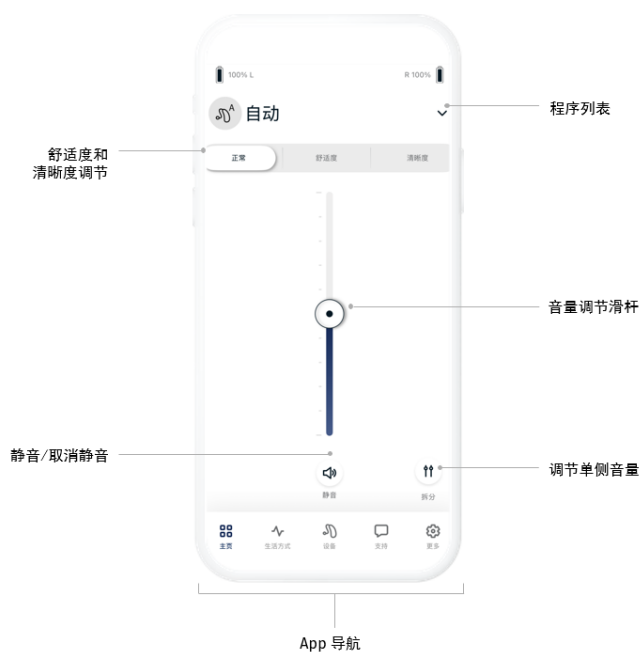 100% L
R 100%
A
自动
程序列表
舒适度和
清晰度调节
正常
舒适度
清晰度
音量调节滑杆
静音/取消静音
调节单侧音量
静音
拆分
主页
生活方式
设备
支持
更多
App 导航